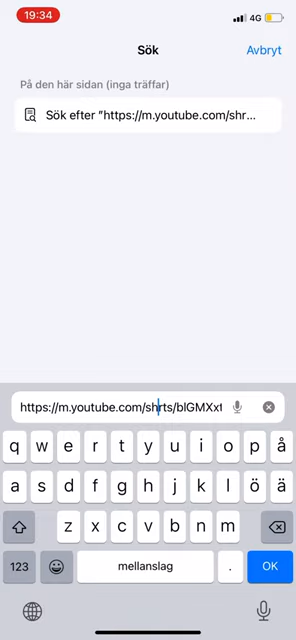 19:34
4G
Sök
Avbryt
På den här sidan (inga träffar)
Sök efter "https://m.youtube.com/shr...
https://m.youtube.com/shrts/blGMXxt
q w e r t y u i o p å
a s d f g h j k l ö ä
z x c v b n m
123
mellanslag
.
OK